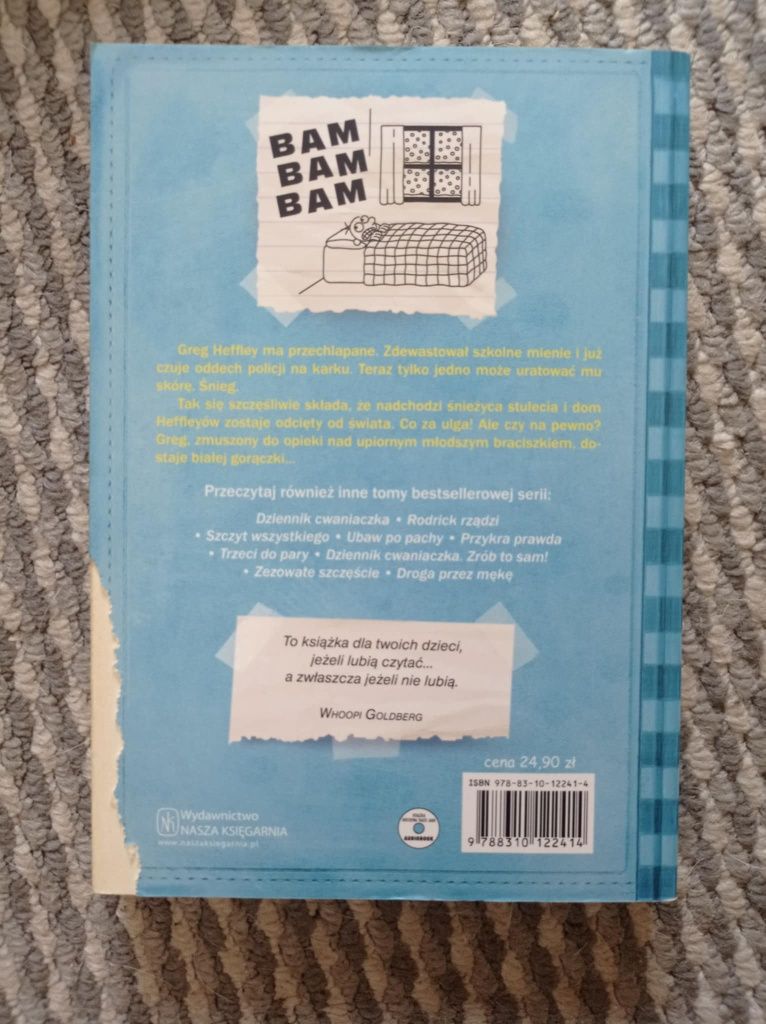 BAM
BAM
BAM
Greg Heffley ma przechlapane. Zdewastował szkolne mienie i już
czuje oddech policji na karku. Teraz tylko jedno może uratować mu
skórę. Śnieg.
Tak się szczęśliwie składa, że nadchodzi śnieżyca stulecia i dom
Heffleyów zostaje odcięty od świata. Co za ulga! Ale czy na pewno?
Greg, zmuszony do opieki nad upiornym młodszym braciszkiem, do-
staje białej gorączki...
Przeczytaj również inne tomy bestsellerowej serii:
Dziennik cwaniaczka • Rodrick rządzi
• Szczyt wszystkiego • Ubaw po pachy • Przykra prawda
• Trzeci do pary • Dziennik cwaniaczka. Zrób to sam!
• Zezowate szczęście • Droga przez mękę
To książka dla twoich dzieci,
jeżeli lubią czytać...
a zwłaszcza jeżeli nie lubią.
Whoopi Goldberg
cena 24,90 zł
ISBN 978-83-10-12241-4
9 788310 122414
Wydawnictwo
NASZA KSIĘGARNIA
www.naszaksiegarnia.pl
AUDIOBOOK